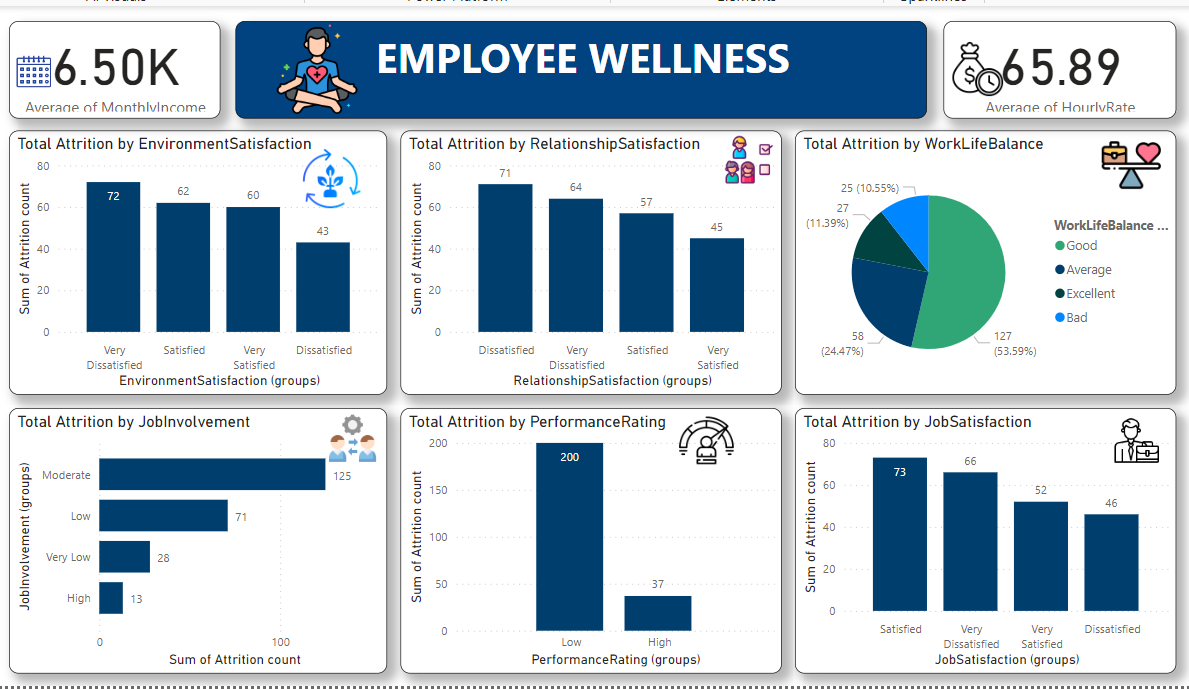 6.50K
Average of MonthlyIncome
EMPLOYEE WELLNESS
65.89
Average of HourlyRate
Total Attrition by EnvironmentSatisfaction
Sum of Attrition count
80
60
40
20
0
72
62
60
43
Very Dissatisfied
Satisfied
Very Satisfied
Dissatisfied
EnvironmentSatisfaction (groups)
Total Attrition by RelationshipSatisfaction
Sum of Attrition count
80
60
40
20
0
71
64
57
45
Dissatisfied
Very Dissatisfied
Satisfied
Very Satisfied
RelationshipSatisfaction (groups)
Total Attrition by WorkLifeBalance
25 (10.55%)
27
(11.39%)
58
(24.47%)
127
(53.59%)
WorkLifeBalance ...
Good
Average
Excellent
Bad
Total Attrition by JobInvolvement
JobInvolvement (groups)
Moderate
125
Low
71
Very Low
28
High
13
0
100
Sum of Attrition count
Total Attrition by PerformanceRating
Sum of Attrition count
200
150
100
50
0
200
37
Low
High
PerformanceRating (groups)
Total Attrition by JobSatisfaction
Sum of Attrition count
80
60
40
20
0
73
66
52
46
Satisfied
Very Dissatisfied
Very Satisfied
Dissatisfied
JobSatisfaction (groups)